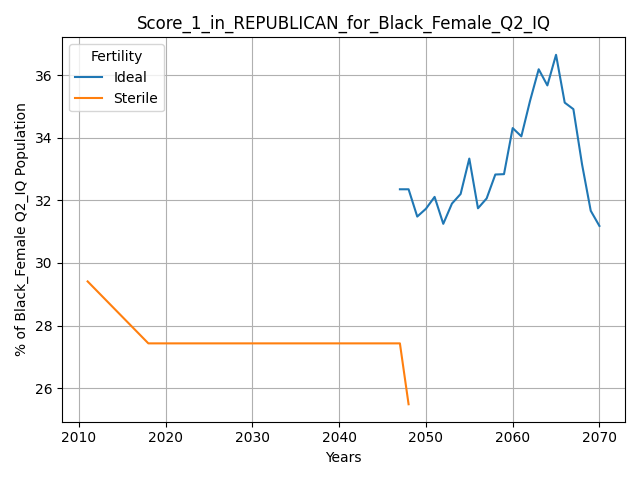 Score_1_in_REPUBLICAN_for_Black_Female_Q2_IQ
Fertility
Ideal
Sterile
% of Black_Female Q2_IQ Population
36
34
32
30
28
26
2010 2020 2030 2040 2050 2060 2070
Years